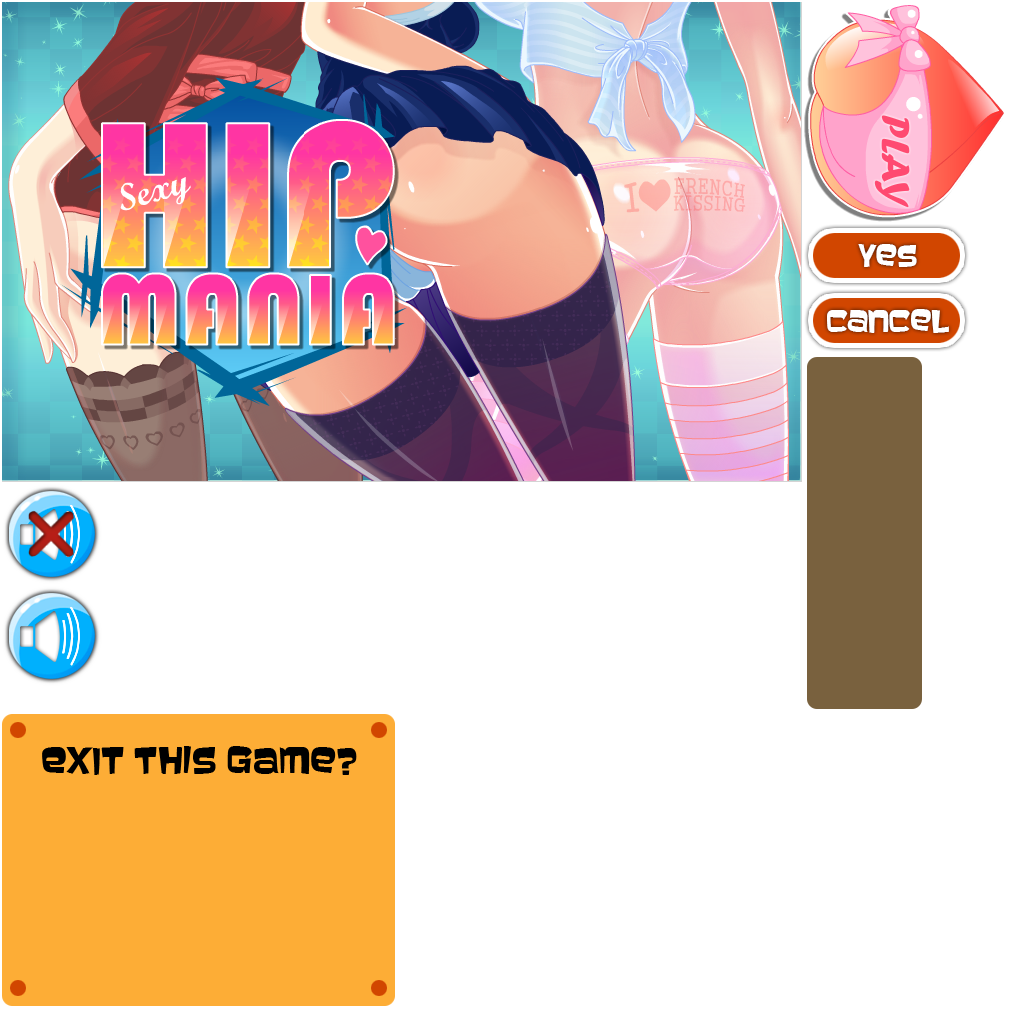 Sexy
HIP
MANIA
I ♥ FRENCH
KISSING
PLAY
Yes
Cancel
Exit This Game?